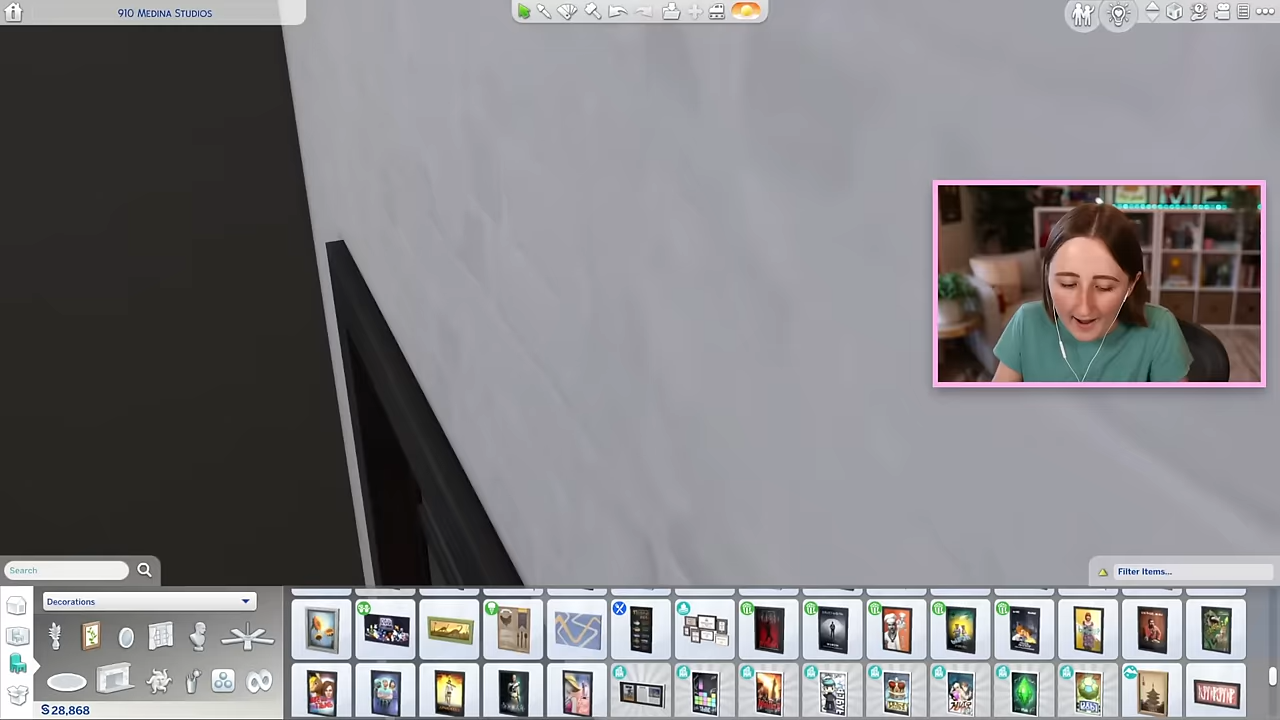 910 Medina Studios
Search
Filter Items...
Decorations
§28,868